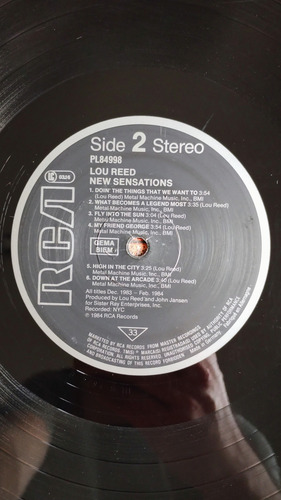 Side 2 Stereo
PL84998
LOU REED
NEW SENSATIONS
1. DOIN' THE THINGS THAT WE WANT TO 3:54
(Lou Reed) Metal Machine Music, Inc., BMI
2. WHAT BECOMES A LEGEND MOST 3:35 (Lou Reed)
Metal Machine Music, Inc., BMI
3. FLY INTO THE SUN 3:04 (Lou Reed)
Metal Machine Music, Inc., BMI
4. MY FRIEND GEORGE 3:51 (Lou Reed)
Metal Machine Music, Inc., BMI
GEMA
BIEM
5. HIGH IN THE CITY 3:25 (Lou Reed)
Metal Machine Music, Inc., BMI
6. DOWN AT THE ARCADE 3:40 (Lou Reed)
Metal Machine Music, Inc., BMI
All titles Dec. 1983 - Feb. 1984
Produced by Lou Reed and John Jansen
for Sister Ray Enterprises, Inc.
Recorded: NYC
℗ 1984 RCA Records
33
RCA